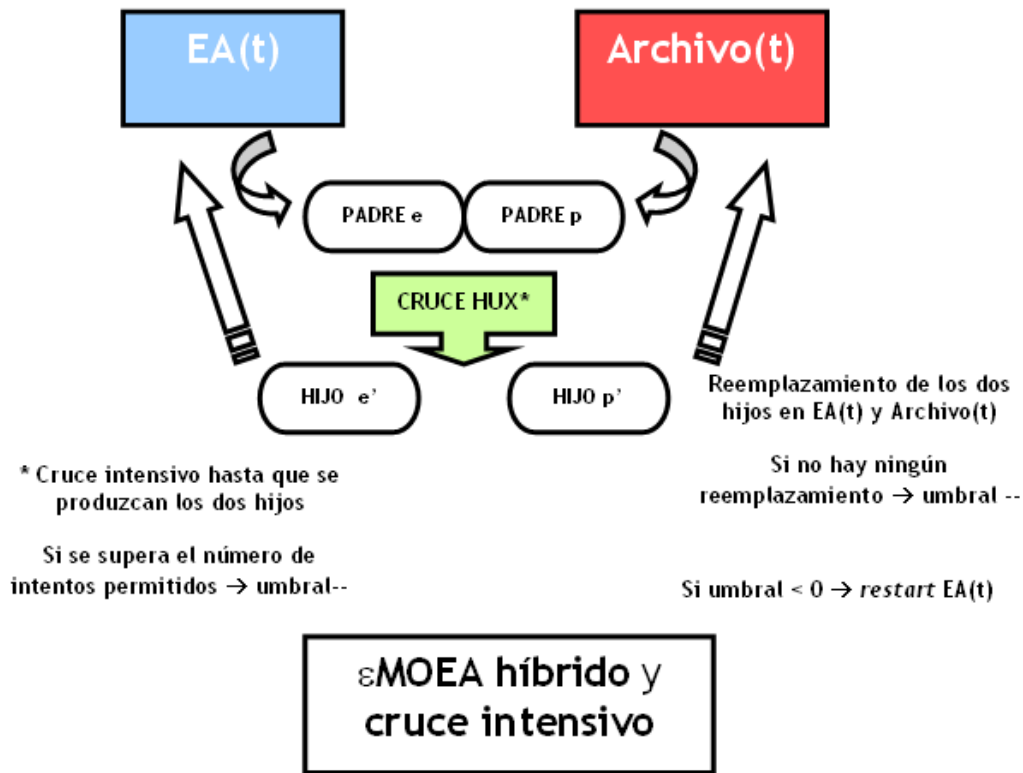 EA(t)
Archivo(t)
PADRE e
PADRE p
CRUCE HUX*
HIJO e'
HIJO p'
Reemplazamiento de los dos
hijos en EA(t) y Archivo(t)
* Cruce intensivo hasta que se
produzcan los dos hijos
Si no hay ningún
reemplazamiento → umbral --
Si se supera el número de
intentos permitidos → umbral--
Si umbral < 0 → restart EA(t)
εMOEA híbrido y
cruce intensivo